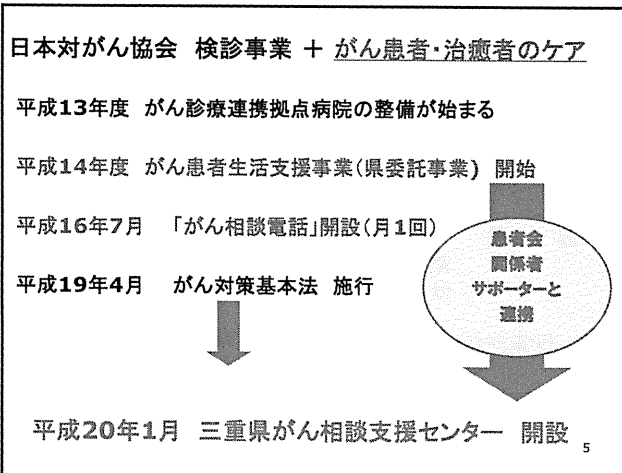 日本対がん協会 検診事業 + がん患者・治癒者のケア
平成13年度 がん診療連携拠点病院の整備が始まる
平成14年度 がん患者生活支援事業(県委託事業) 開始
平成16年7月 「がん相談電話」開設(月1回)
患者会
関係者
サポーターと
連携
平成19年4月 がん対策基本法 施行
平成20年1月 三重県がん相談支援センター 開設
5